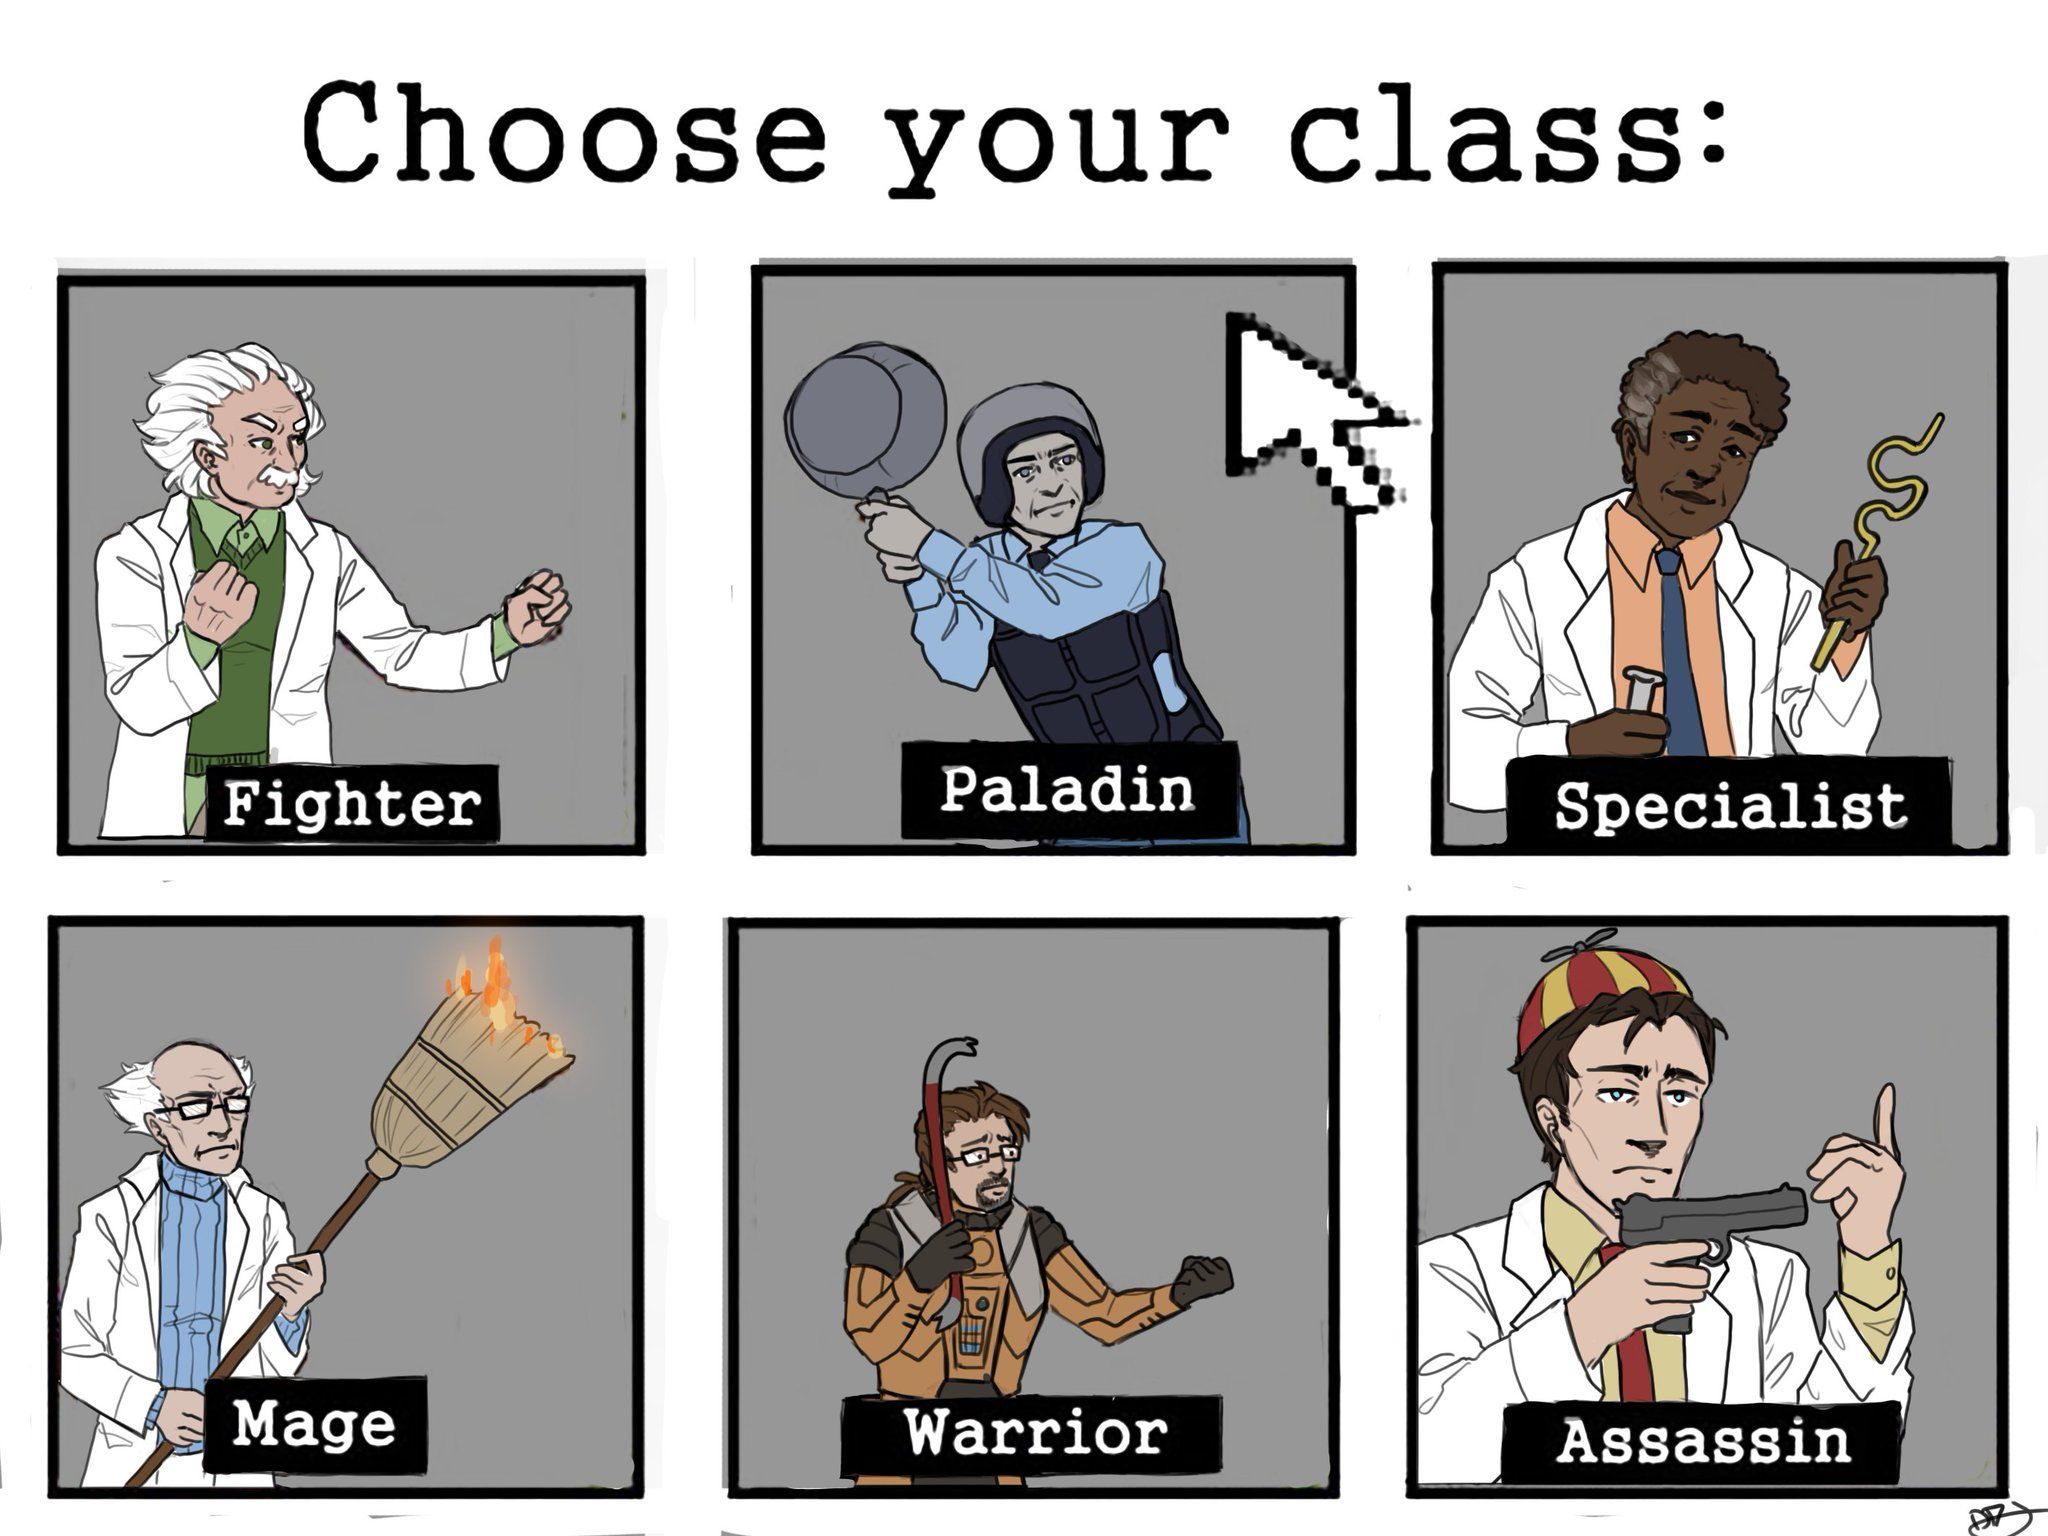 Choose your class:
Fighter
Paladin
Specialist
Mage
Warrior
Assassin